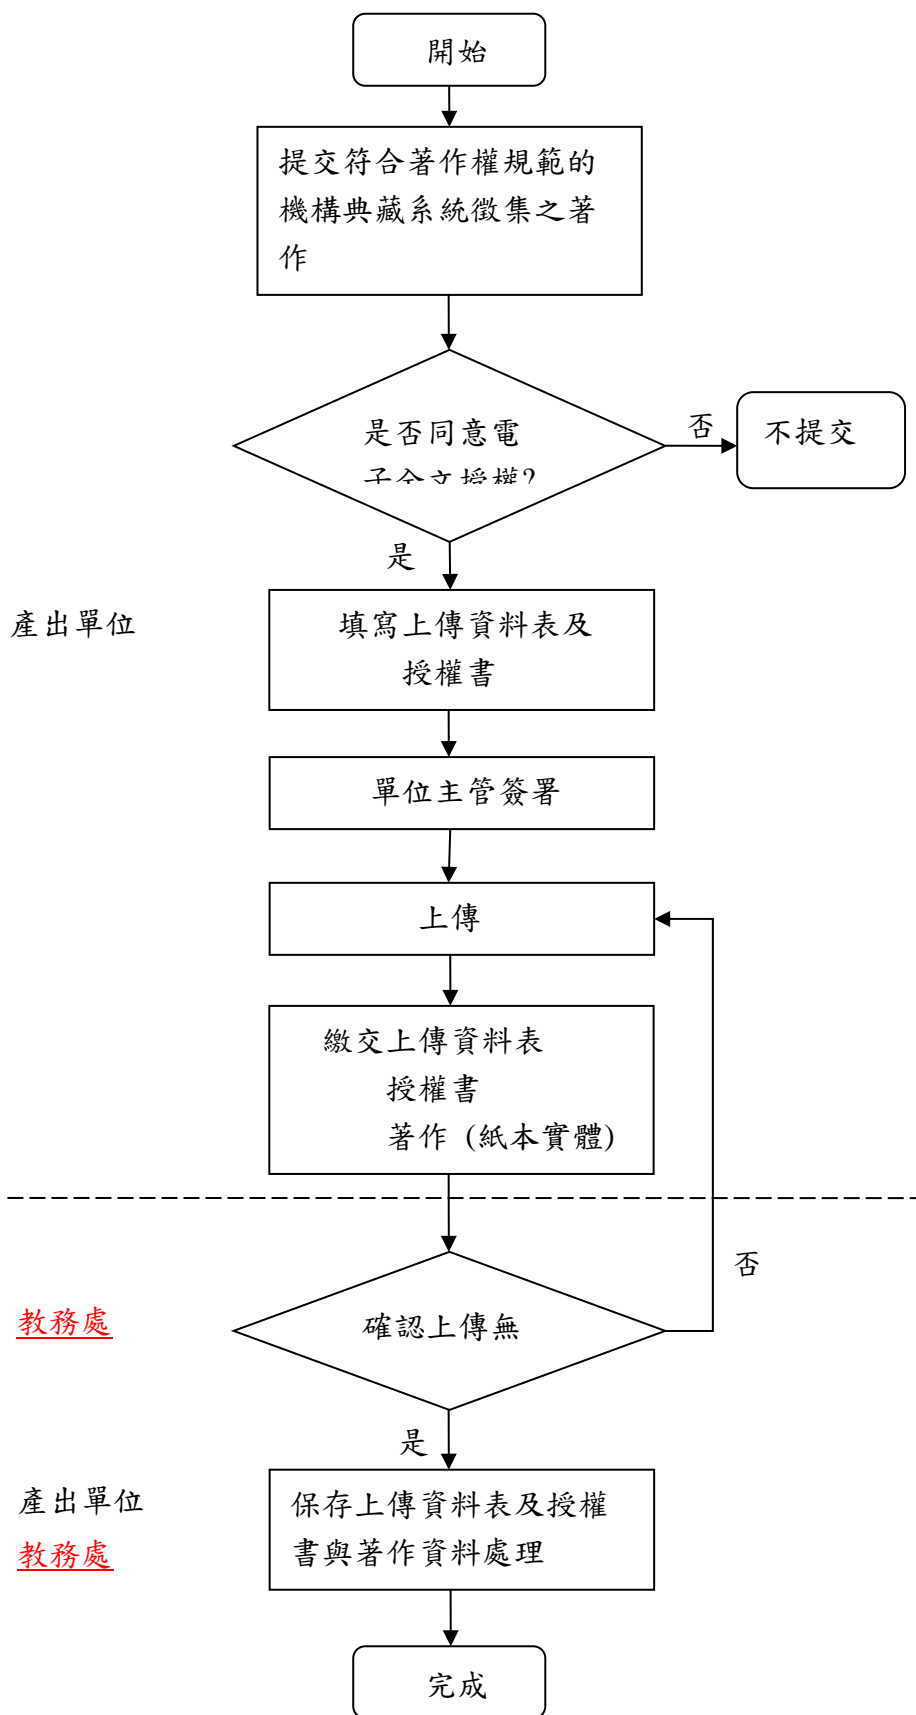 開始
提交符合著作權規範的
機構典藏系統徵集之著
作
是否同意電
子全文授權?
否
不提交
是
產出單位
填寫上傳資料表及
授權書
單位主管簽署
上傳
繳交上傳資料表
授權書
著作 (紙本實體)
否
教務處
確認上傳無
是
產出單位
教務處
保存上傳資料表及授權
書與著作資料處理
完成